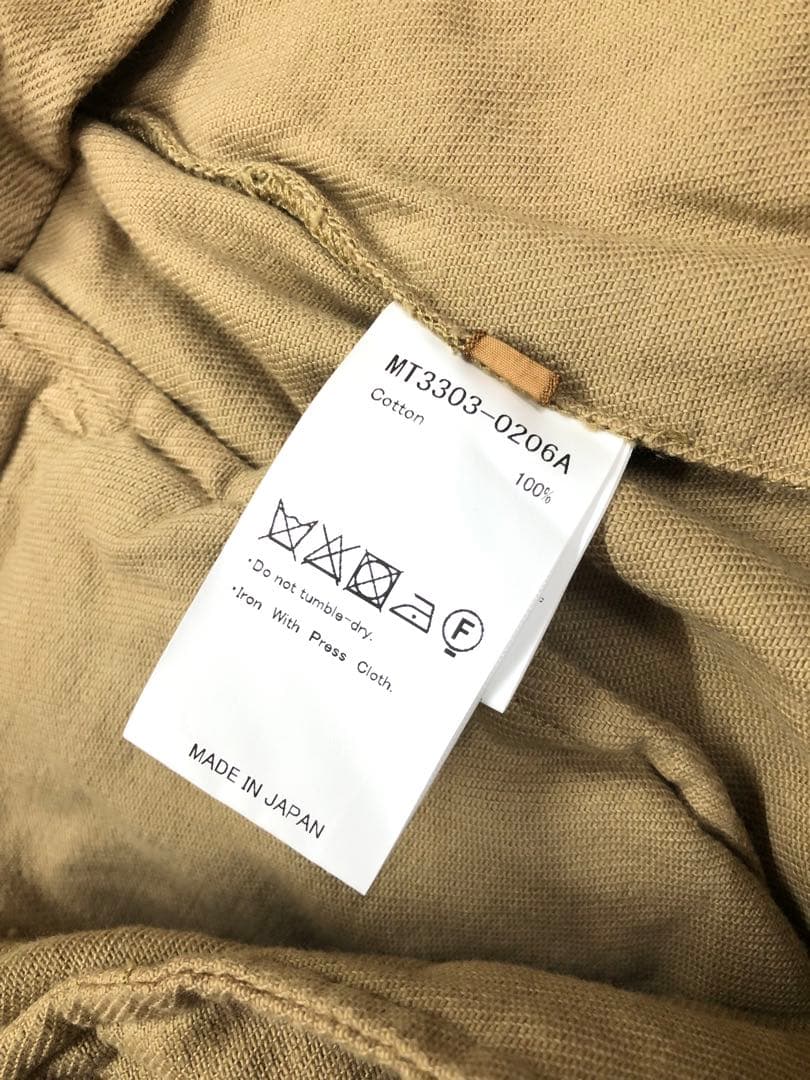 MT3303-0206A
Cotton 100%
F
·Do not tumble-dry.
·Iron With Press Cloth.
MADE IN JAPAN